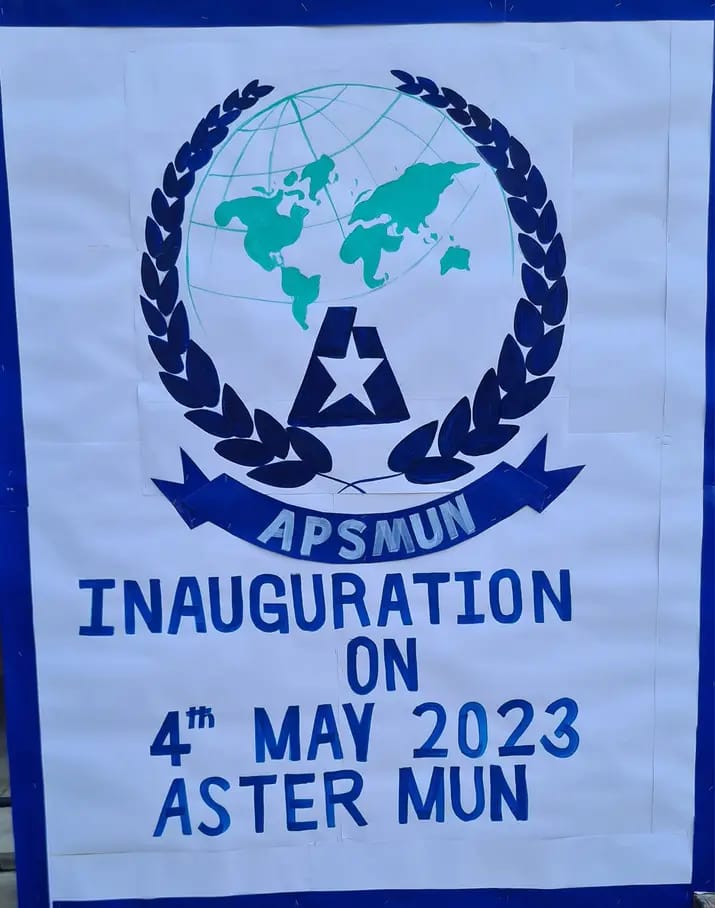 APSMUN
INAUGURATION
ON
4th MAY 2023
ASTER MUN